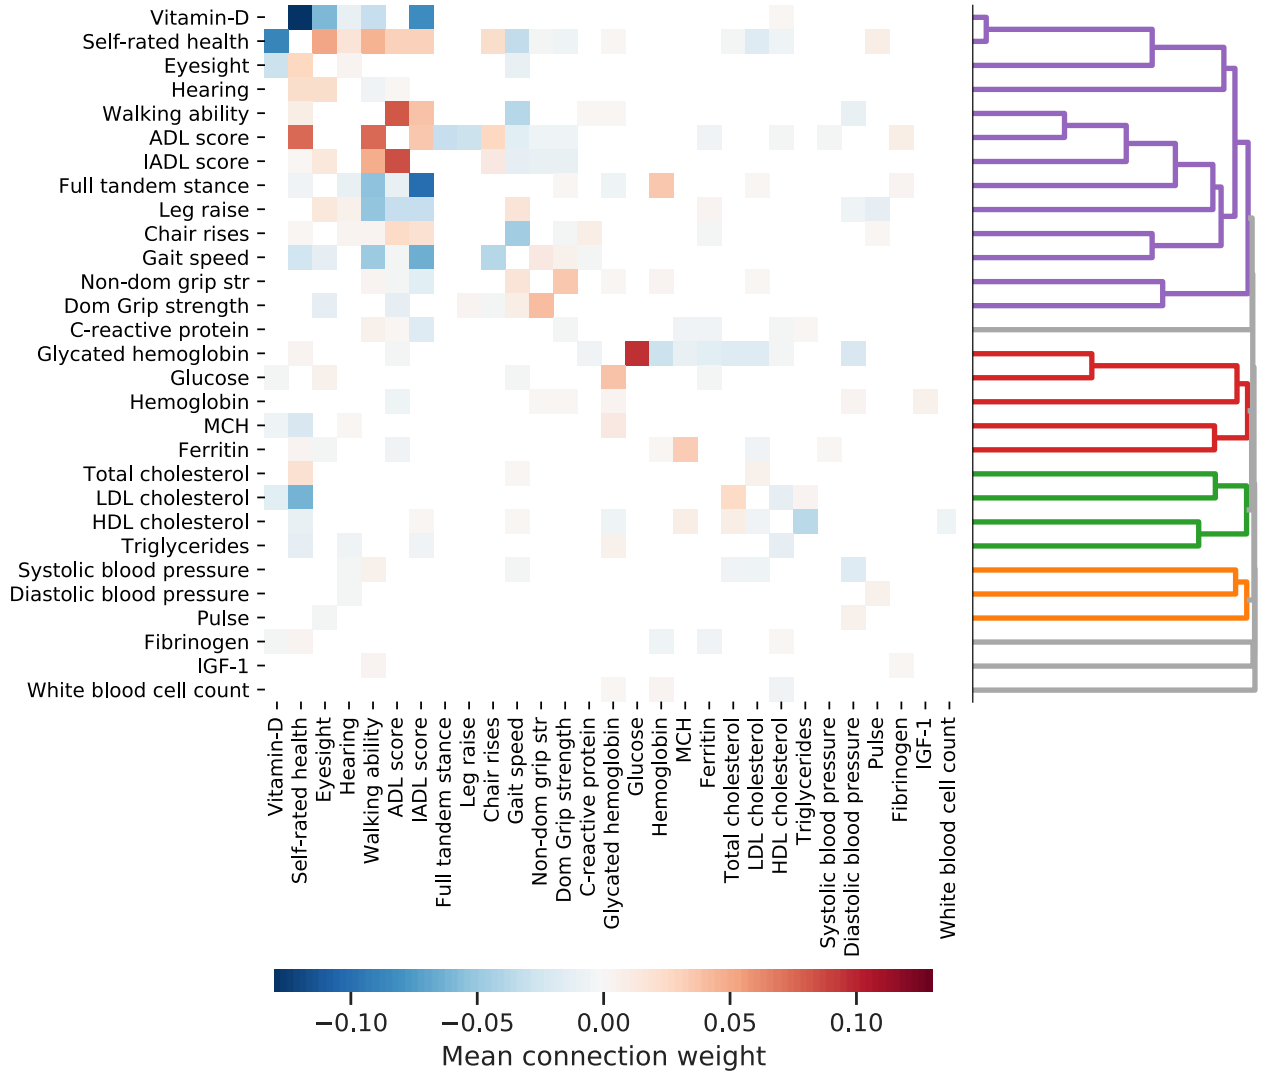 Vitamin-D
Self-rated health
Eyesight
Hearing
Walking ability
ADL score
IADL score
Full tandem stance
Leg raise
Chair rises
Gait speed
Non-dom grip str
Dom Grip strength
C-reactive protein
Glycated hemoglobin
Glucose
Hemoglobin
MCH
Ferritin
Total cholesterol
LDL cholesterol
HDL cholesterol
Triglycerides
Systolic blood pressure
Diastolic blood pressure
Pulse
Fibrinogen
IGF-1
White blood cell count
Vitamin-D
Self-rated health
Eyesight
Hearing
Walking ability
ADL score
IADL score
Full tandem stance
Leg raise
Chair rises
Gait speed
Non-dom grip str
Dom Grip strength
C-reactive protein
Glycated hemoglobin
Glucose
Hemoglobin
MCH
Ferritin
Total cholesterol
LDL cholesterol
HDL cholesterol
Triglycerides
Systolic blood pressure
Diastolic blood pressure
Pulse
Fibrinogen
IGF-1
White blood cell count
−0.10 −0.05 0.00 0.05 0.10
Mean connection weight